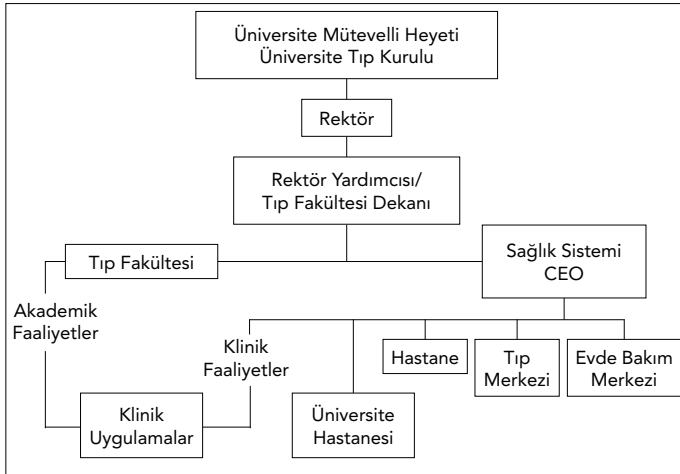 Üniversite Mütevelli Heyeti
Üniversite Tıp Kurulu
Rektör
Rektör Yardımcısı/
Tıp Fakültesi Dekanı
Tıp Fakültesi
Sağlık Sistemi
CEO
Akademik
Faaliyetler
Klinik
Faaliyetler
Hastane
Tıp
Merkezi
Evde Bakım
Merkezi
Klinik
Uygulamalar
Üniversite
Hastanesi